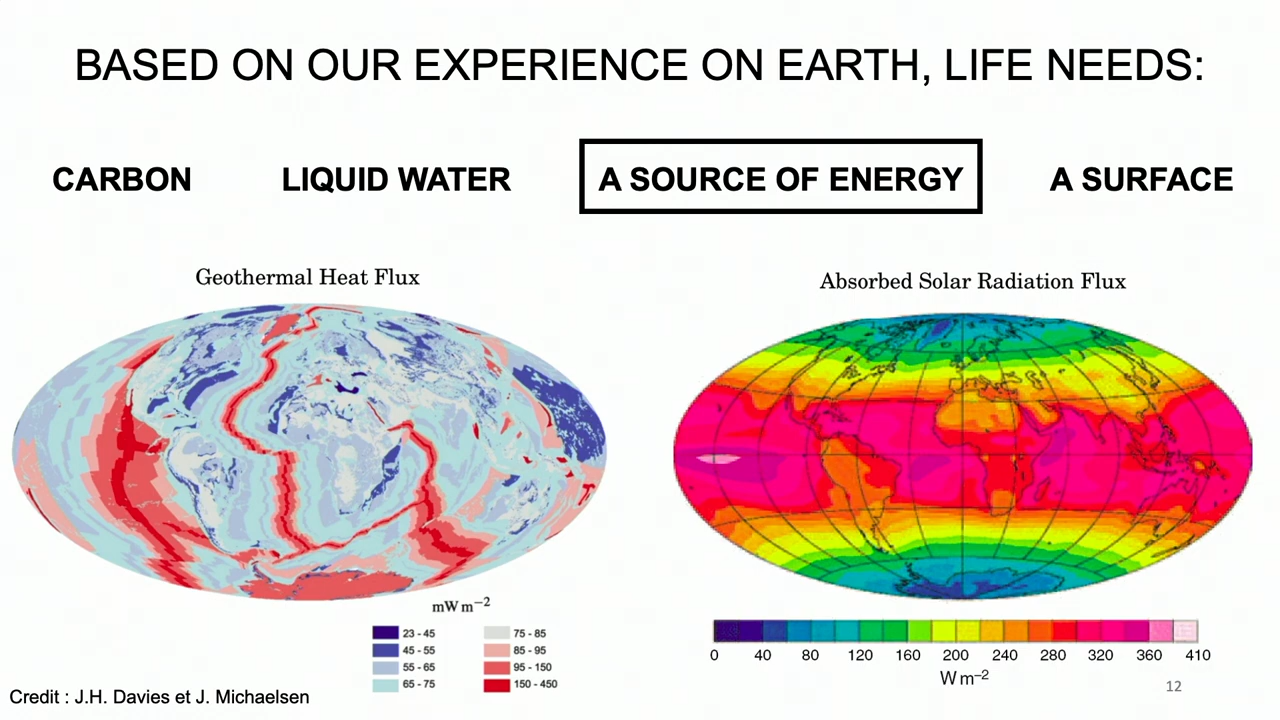 BASED ON OUR EXPERIENCE ON EARTH, LIFE NEEDS:
CARBON
LIQUID WATER
A SOURCE OF ENERGY
A SURFACE
Geothermal Heat Flux
mW m⁻²
23 - 45
45 - 55
55 - 65
65 - 75
75 - 85
85 - 95
95 - 150
150 - 450
Absorbed Solar Radiation Flux
0 40 80 120 160 200 240 280 320 360 410
W m⁻²
Credit : J.H. Davies et J. Michaelsen
12